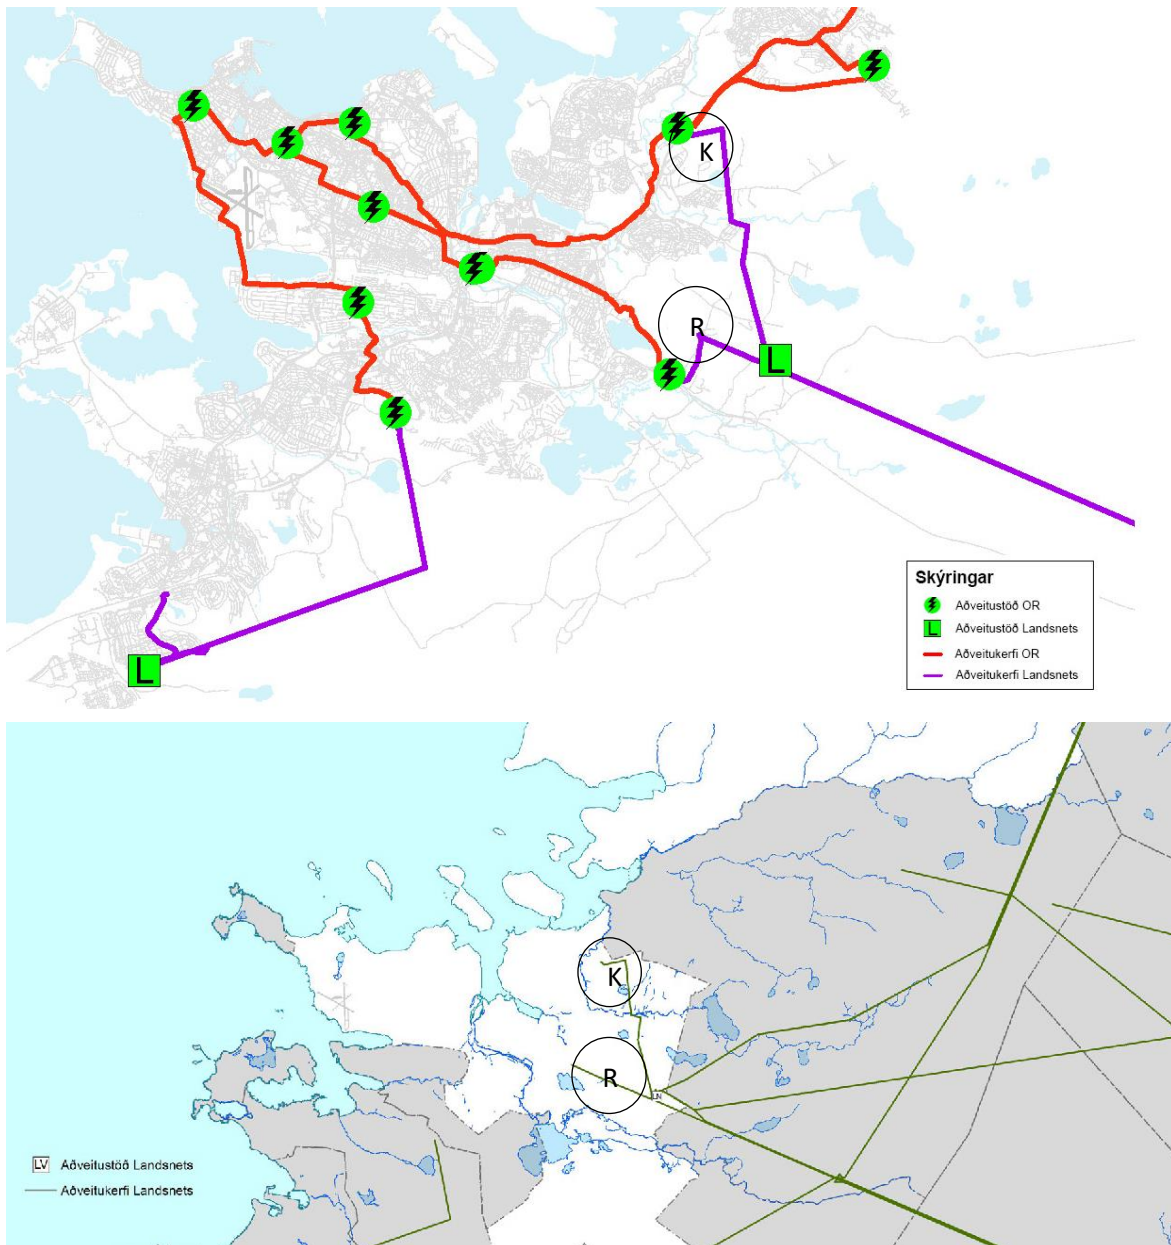 K
R
L
L
Skýringar
Aðveitustöð OR
L Aðveitustöð Landsnets
Aðveitukerfi OR
Aðveitukerfi Landsnets
K
R
LV Aðveitustöð Landsnets
Aðveitukerfi Landsnets